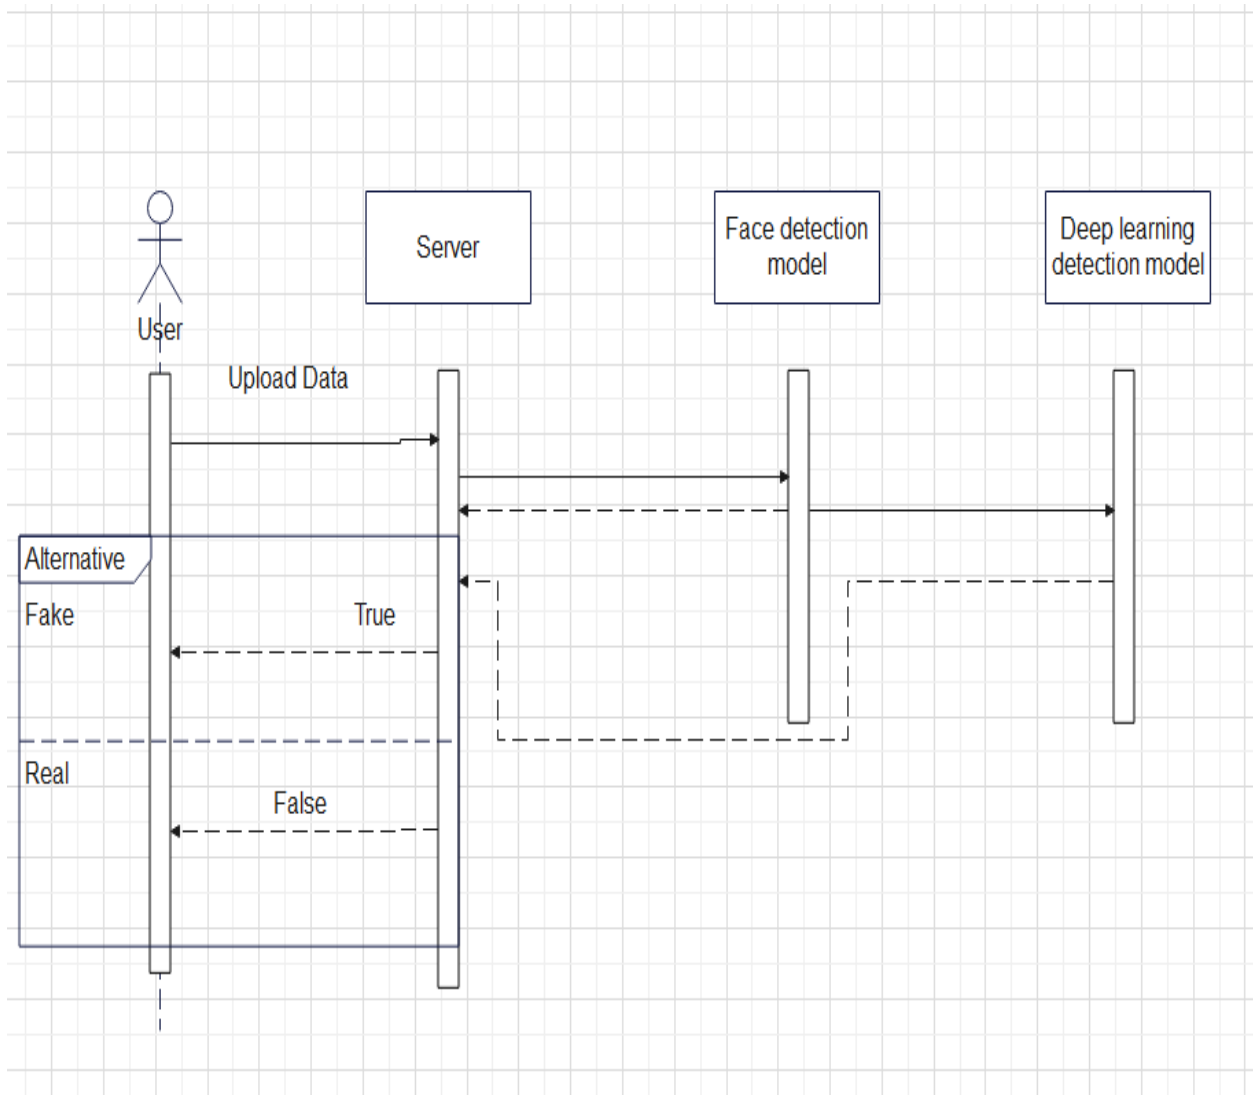 Server
Face detection
model
Deep learning
detection model
User
Upload Data
Alternative
Fake
True
Real
False